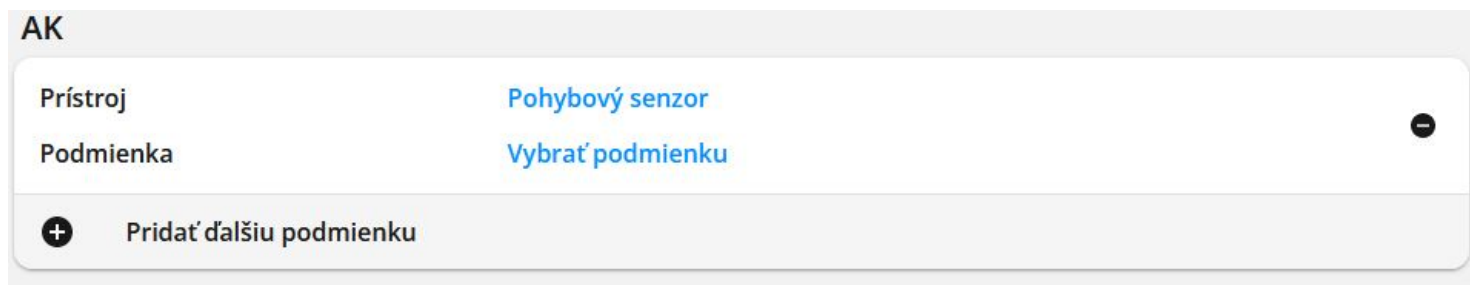 AK
Prístroj Pohybový senzor
Podmienka Vybrať podmienku
Pridať ďalšiu podmienku